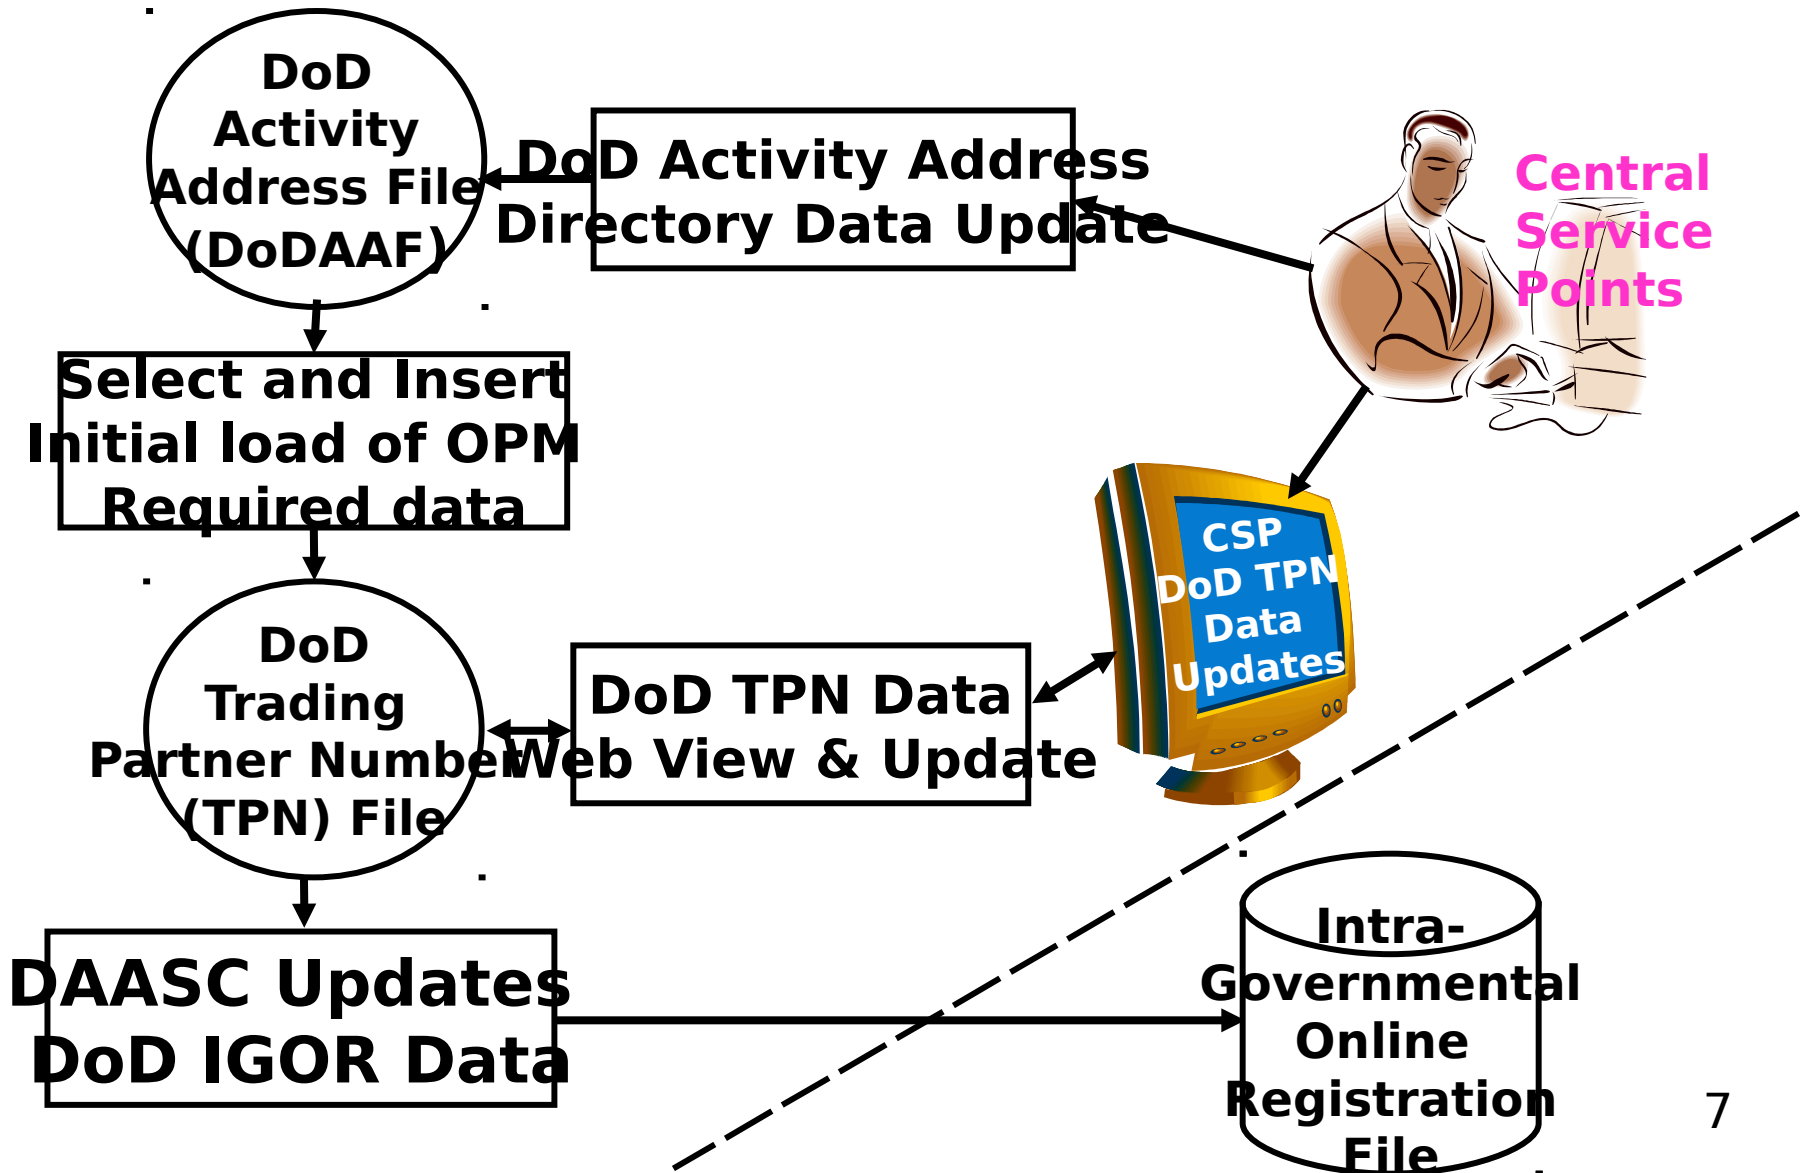 DoD
Activity
Address File
(DoDAAF)
DoD Activity Address
Directory Data Update
Central
Service
Points
Select and Insert
Initial load of OPM
Required data
CSP
DoD TPN
Data
Updates
DoD
Trading
Partner Number
(TPN) File
DoD TPN Data
Web View & Update
DAASC Updates
DoD IGOR Data
Intra-
Governmental
Online
Registration
File
7